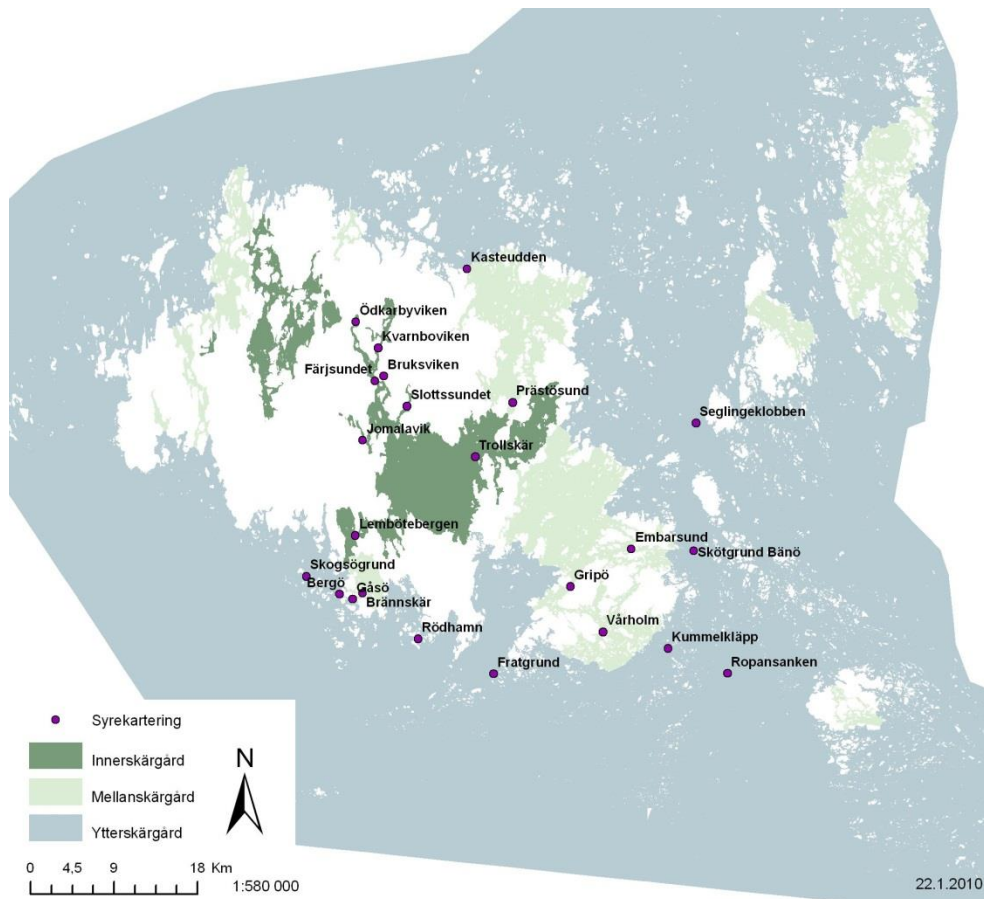 Kasteudden
Ödkarbyviken
Kvarnboviken
Bruksviken
Färjsundet
Slottssundet
Prästösund
Seglingeklobben
Jomalavik
Trollskär
Lembötebergen
Embarsund
Skötgrund Bänö
Skogsögrund
Bergö
Gåsö
Gripö
Brännskär
Vårholm
Rödhamn
Kummelkläpp
Fratgrund
Ropansanken
Syrekartering
Innerskärgård
Mellanskärgård
Ytterskärgård
N
0 4,5 9 18 Km
1:580 000
22.1.2010